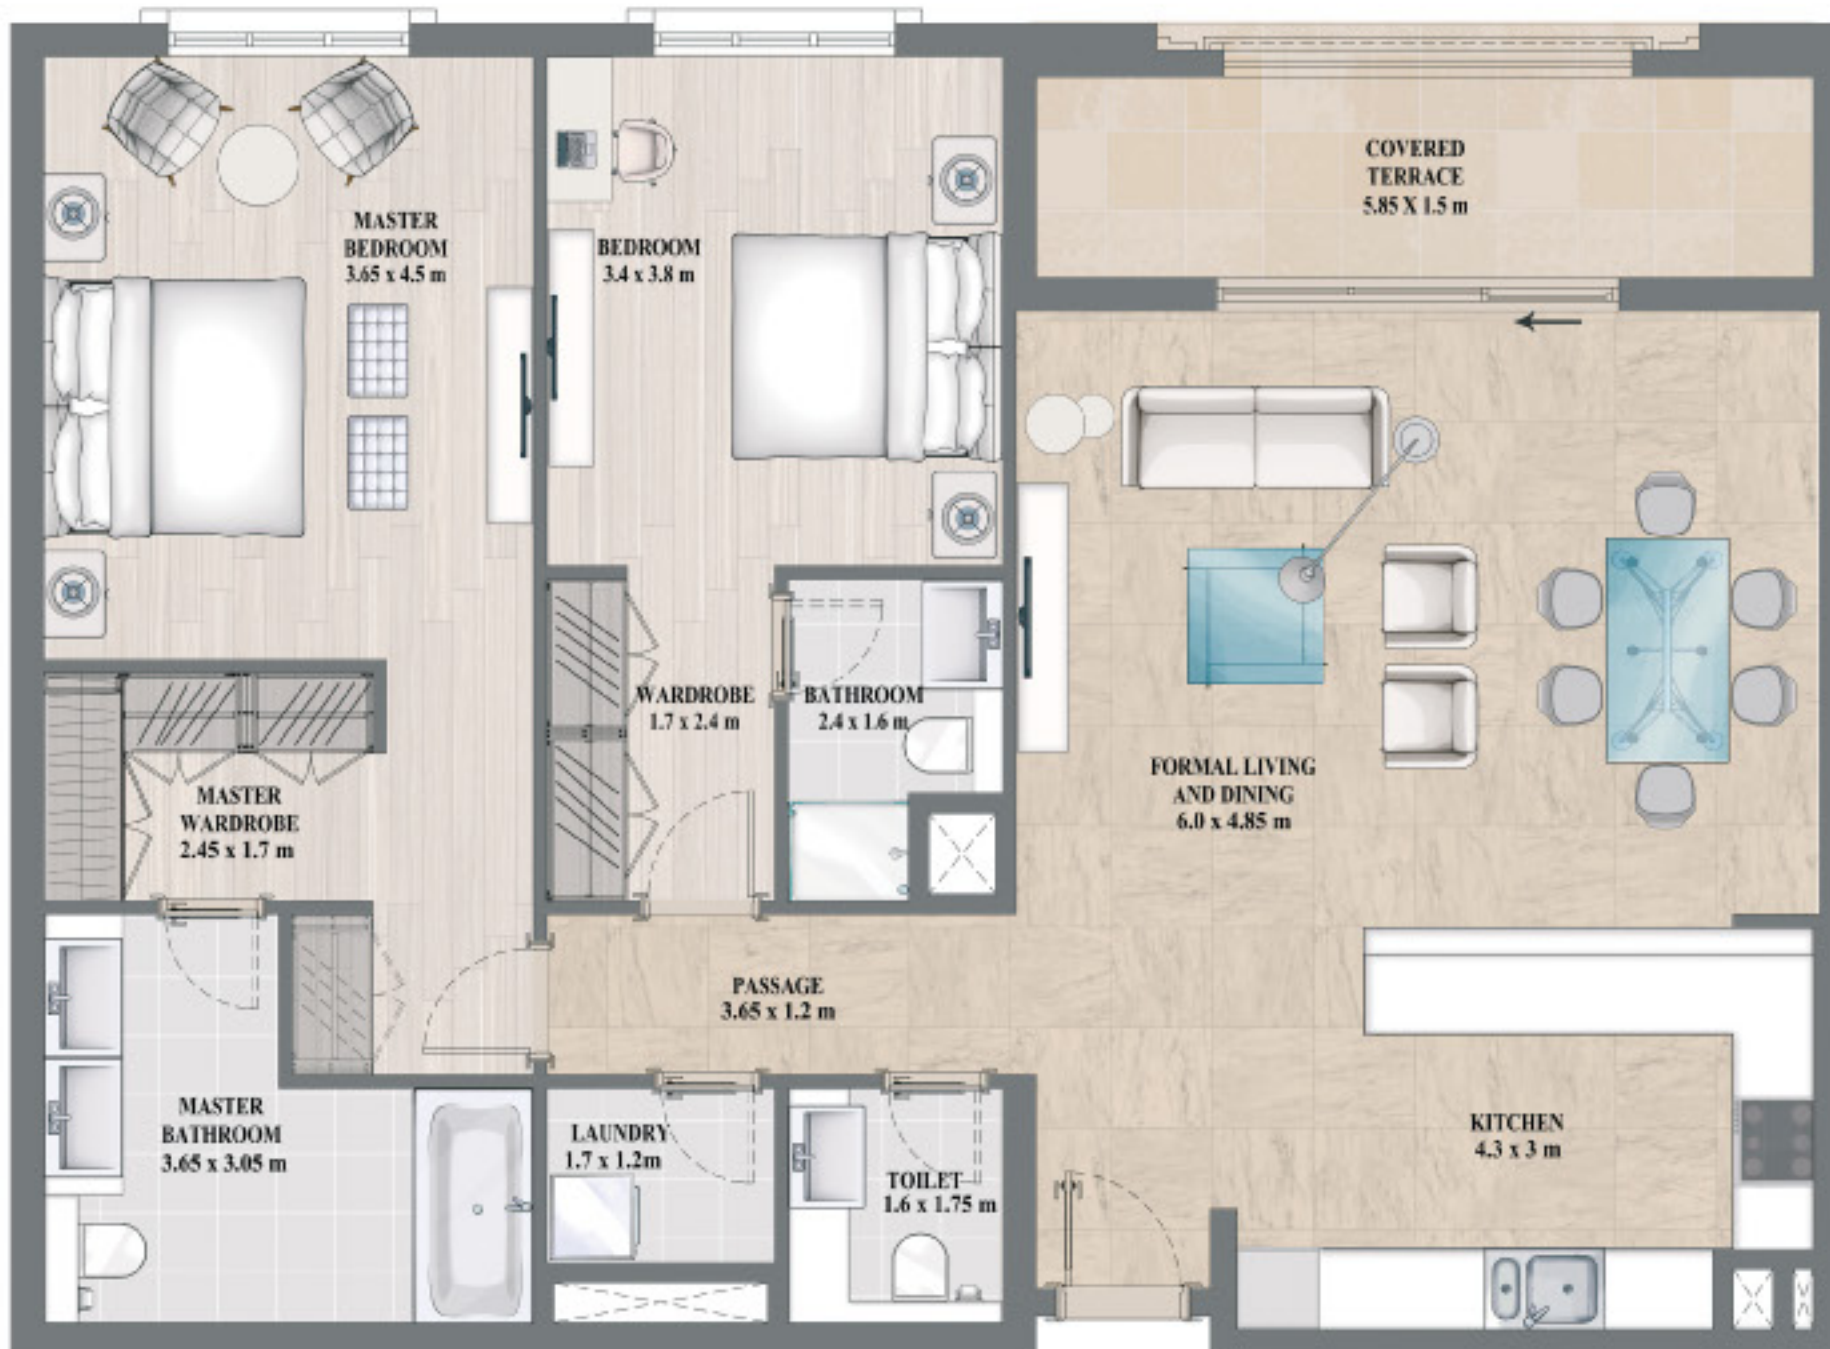 MASTER
BEDROOM
3.65 x 4.5 m
BEDROOM
3.4 x 3.8 m
COVERED
TERRACE
5.85 X 1.5 m
WARDROBE
1.7 x 2.4 m
BATHROOM
2.4 x 1.6 m
FORMAL LIVING
AND DINING
6.0 x 4.85 m
MASTER
WARDROBE
2.45 x 1.7 m
PASSAGE
3.65 x 1.2 m
MASTER
BATHROOM
3.65 x 3.05 m
LAUNDRY
1.7 x 1.2m
TOILET
1.6 x 1.75 m
KITCHEN
4.3 x 3 m